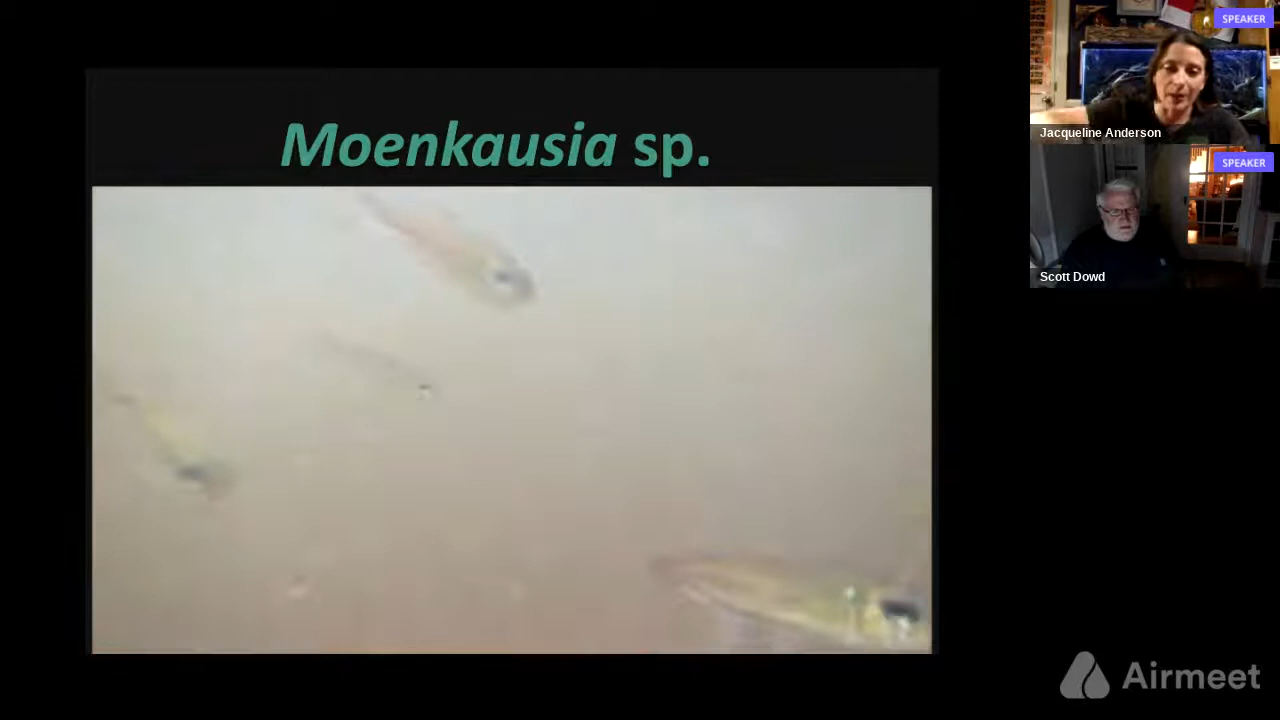 Moenkausia sp.
SPEAKER
Jacqueline Anderson
SPEAKER
Scott Dowd
Airmeet